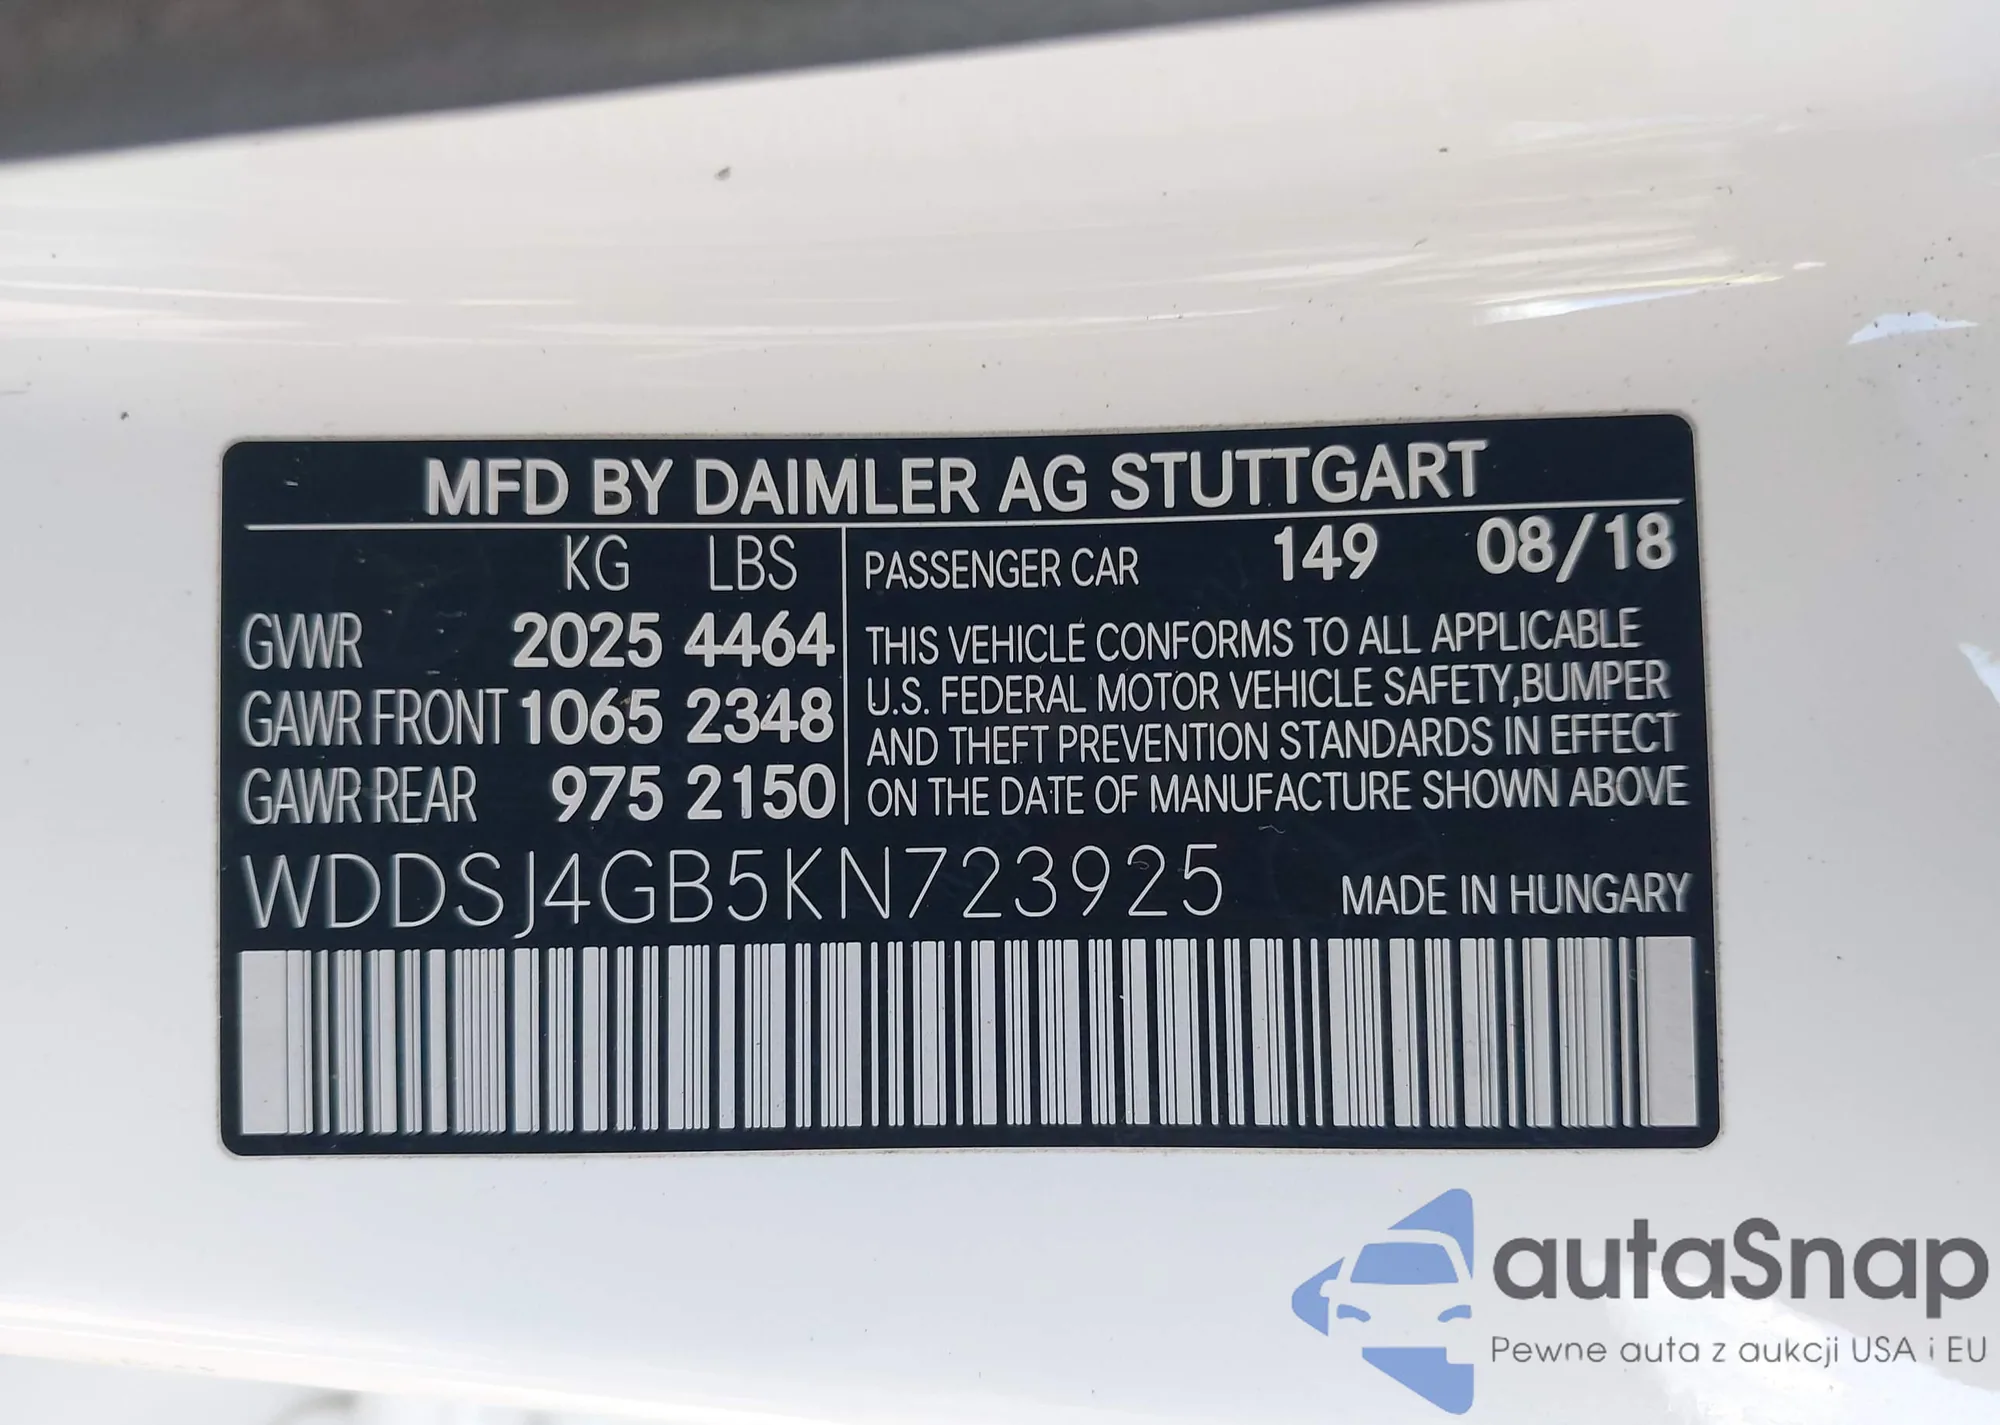 MFD BY DAIMLER AG STUTTGART
KG LBS
GVWR 2025 4464
GAWR FRONT 1065 2348
GAWR REAR 975 2150
PASSENGER CAR 149 08/18
THIS VEHICLE CONFORMS TO ALL APPLICABLE
U.S. FEDERAL MOTOR VEHICLE SAFETY,BUMPER
AND THEFT PREVENTION STANDARDS IN EFFECT
ON THE DATE OF MANUFACTURE SHOWN ABOVE
WDDSJ4GB5KN723925 MADE IN HUNGARY
autaSnap
Pewne auta z aukcji USA i EU